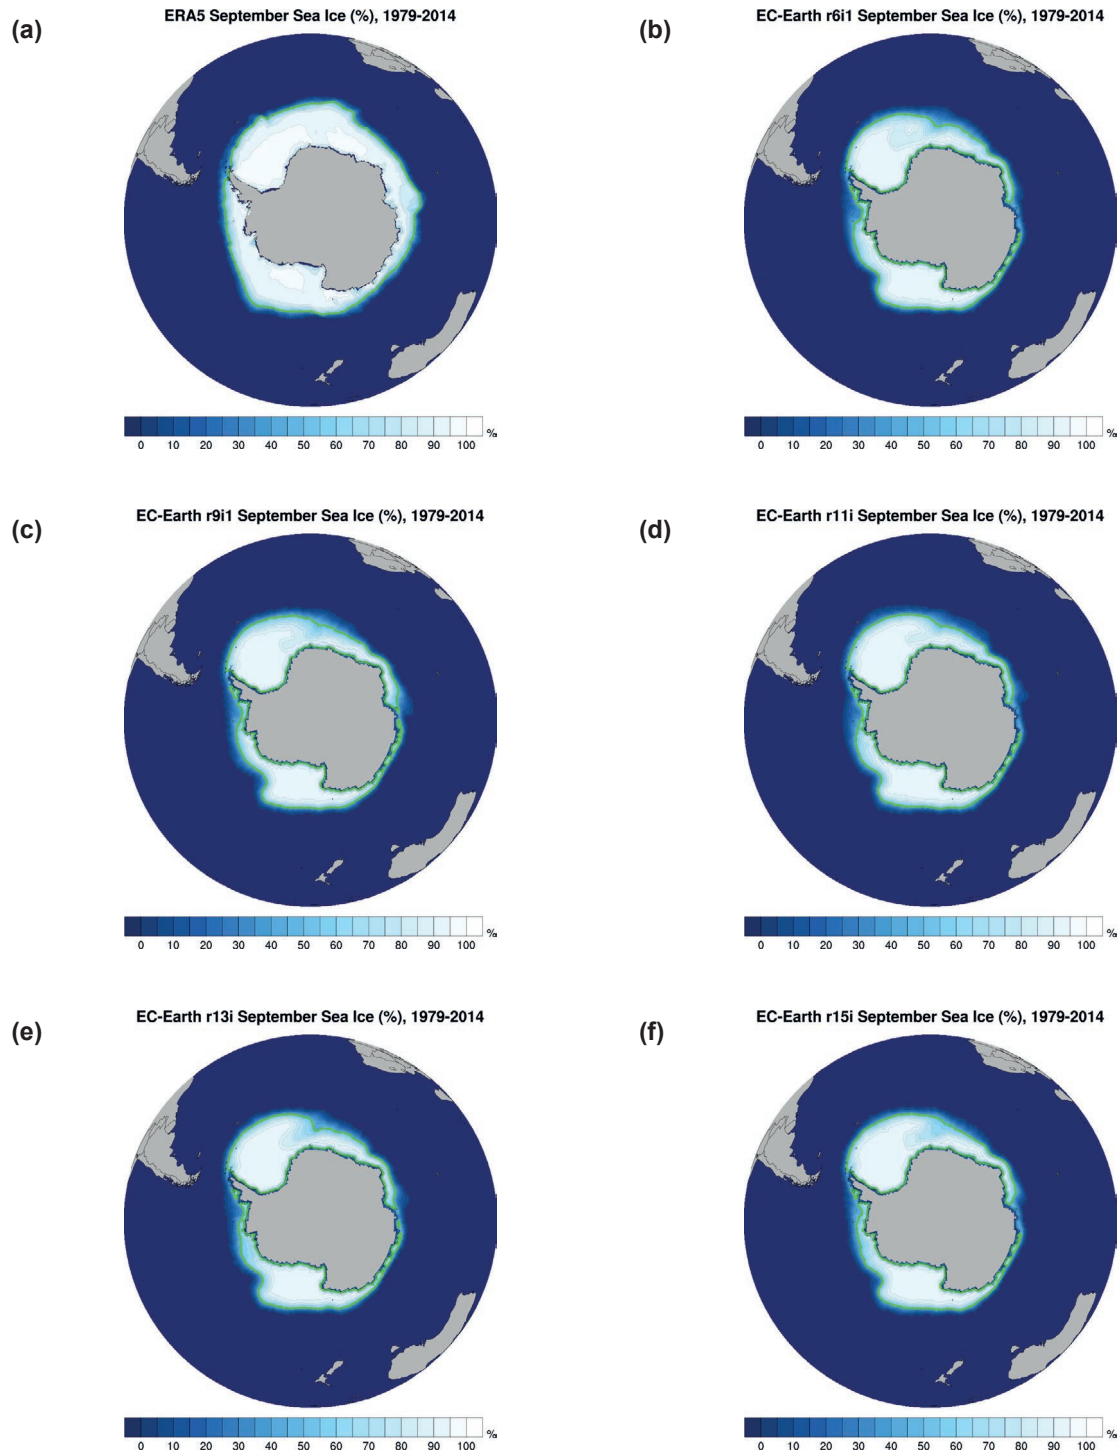 (a)
ERA5 September Sea Ice (%), 1979-2014
0 10 20 30 40 50 60 70 80 90 100 %
(b)
EC-Earth r6i1 September Sea Ice (%), 1979-2014
0 10 20 30 40 50 60 70 80 90 100 %
(c)
EC-Earth r9i1 September Sea Ice (%), 1979-2014
0 10 20 30 40 50 60 70 80 90 100 %
(d)
EC-Earth r11i September Sea Ice (%), 1979-2014
0 10 20 30 40 50 60 70 80 90 100 %
(e)
EC-Earth r13i September Sea Ice (%), 1979-2014
0 10 20 30 40 50 60 70 80 90 100 %
(f)
EC-Earth r15i September Sea Ice (%), 1979-2014
0 10 20 30 40 50 60 70 80 90 100 %